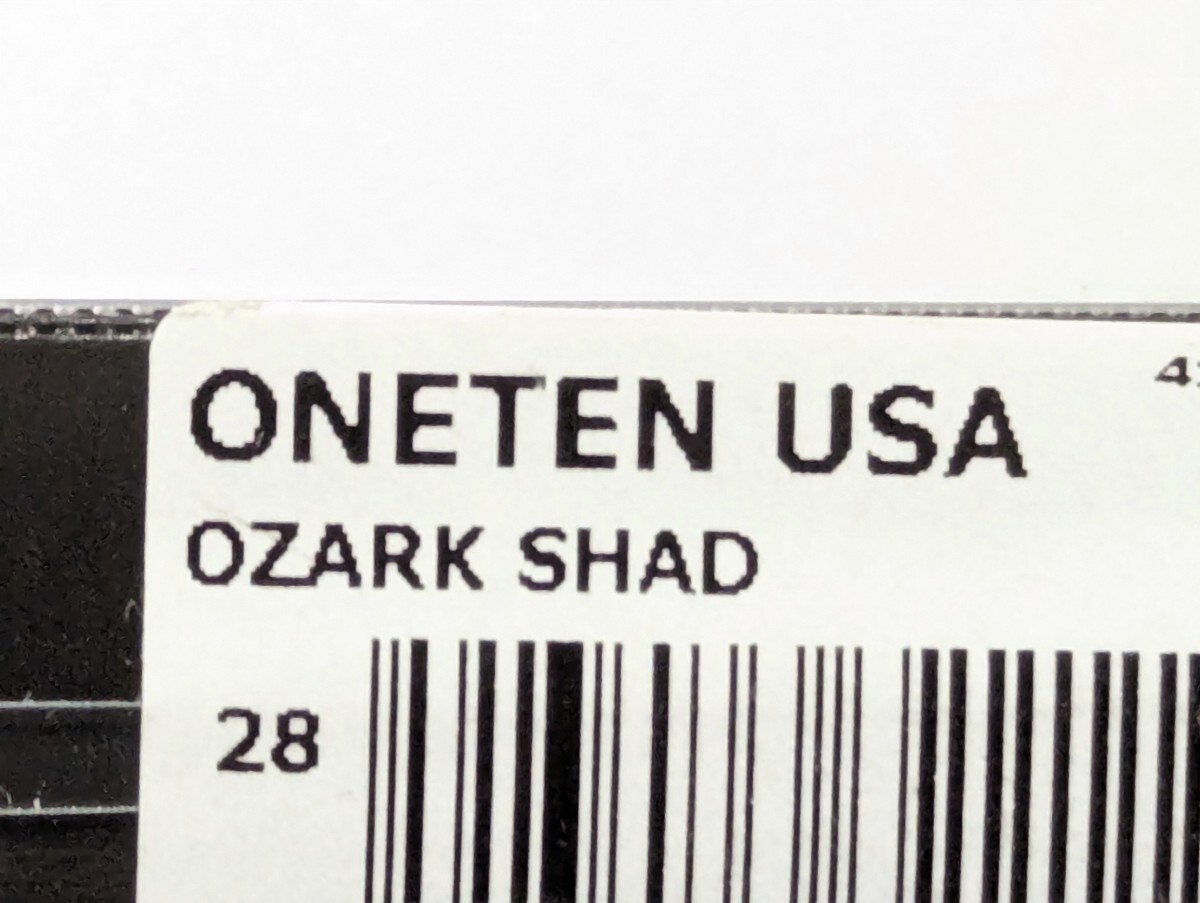 ONETEN USA
OZARK SHAD
28